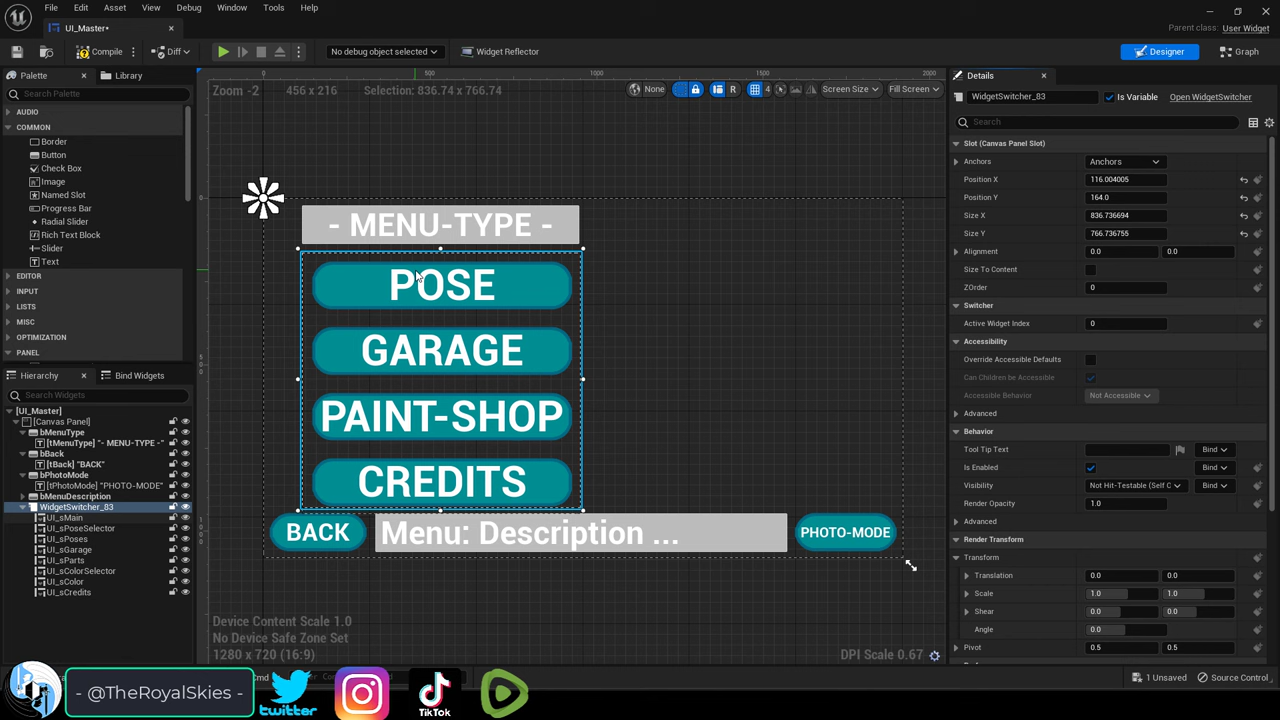 File Edit Asset View Debug Window Tools Help
UI_Master•
Parent class: User Widget
Compile Diff No debug object selected Widget Reflector Designer Graph
Palette Library
Search Palette
AUDIO
COMMON
Border
Button
Check Box
Image
Named Slot
Progress Bar
Radial Slider
Rich Text Block
Slider
Text
EDITOR
INPUT
LISTS
MISC
OPTIMIZATION
PANEL
Hierarchy Bind Widgets
Search Widgets
[UI_Master]
[Canvas Panel]
bMenuType
[tMenuType] "- MENU-TYPE -"
bBack
[tBack] "BACK"
bPhotoMode
[tPhotoMode] "PHOTO-MODE"
bMenuDescription
WidgetSwitcher_83
UI_sMain
UI_sPoseSelector
UI_sPoses
UI_sGarage
UI_sParts
UI_sColorSelector
UI_sColor
UI_sCredits
0 500 1000 1500 2000
Zoom -2 456 x 216 Selection: 836.74 x 766.74 None R 4 Screen Size Fill Screen
- MENU-TYPE -
POSE
GARAGE
PAINT-SHOP
CREDITS
BACK Menu: Description ... PHOTO-MODE
Device Content Scale 1.0
No Device Safe Zone Set
1280 x 720 (16:9) DPI Scale 0.67
Details
WidgetSwitcher_83 Is Variable Open WidgetSwitcher
Search
Slot (Canvas Panel Slot)
Anchors Anchors
Position X 116.004005
Position Y 164.0
Size X 836.736694
Size Y 766.736755
Alignment 0.0 0.0
Size To Content
ZOrder 0
Switcher
Active Widget Index 0
Accessibility
Override Accessible Defaults
Can Children be Accessible
Accessible Behavior Not Accessible
Advanced
Behavior
Tool Tip Text Bind
Is Enabled Bind
Visibility Not Hit-Testable (Self C Bind
Render Opacity 1.0
Advanced
Render Transform
Transform
Translation 0.0 0.0
Scale 1.0 1.0
Shear 0.0 0.0
Angle 0.0
Pivot 0.5 0.5
Cmd 1 Unsaved Source Control
- @TheRoyalSkies -
twitter
TikTok